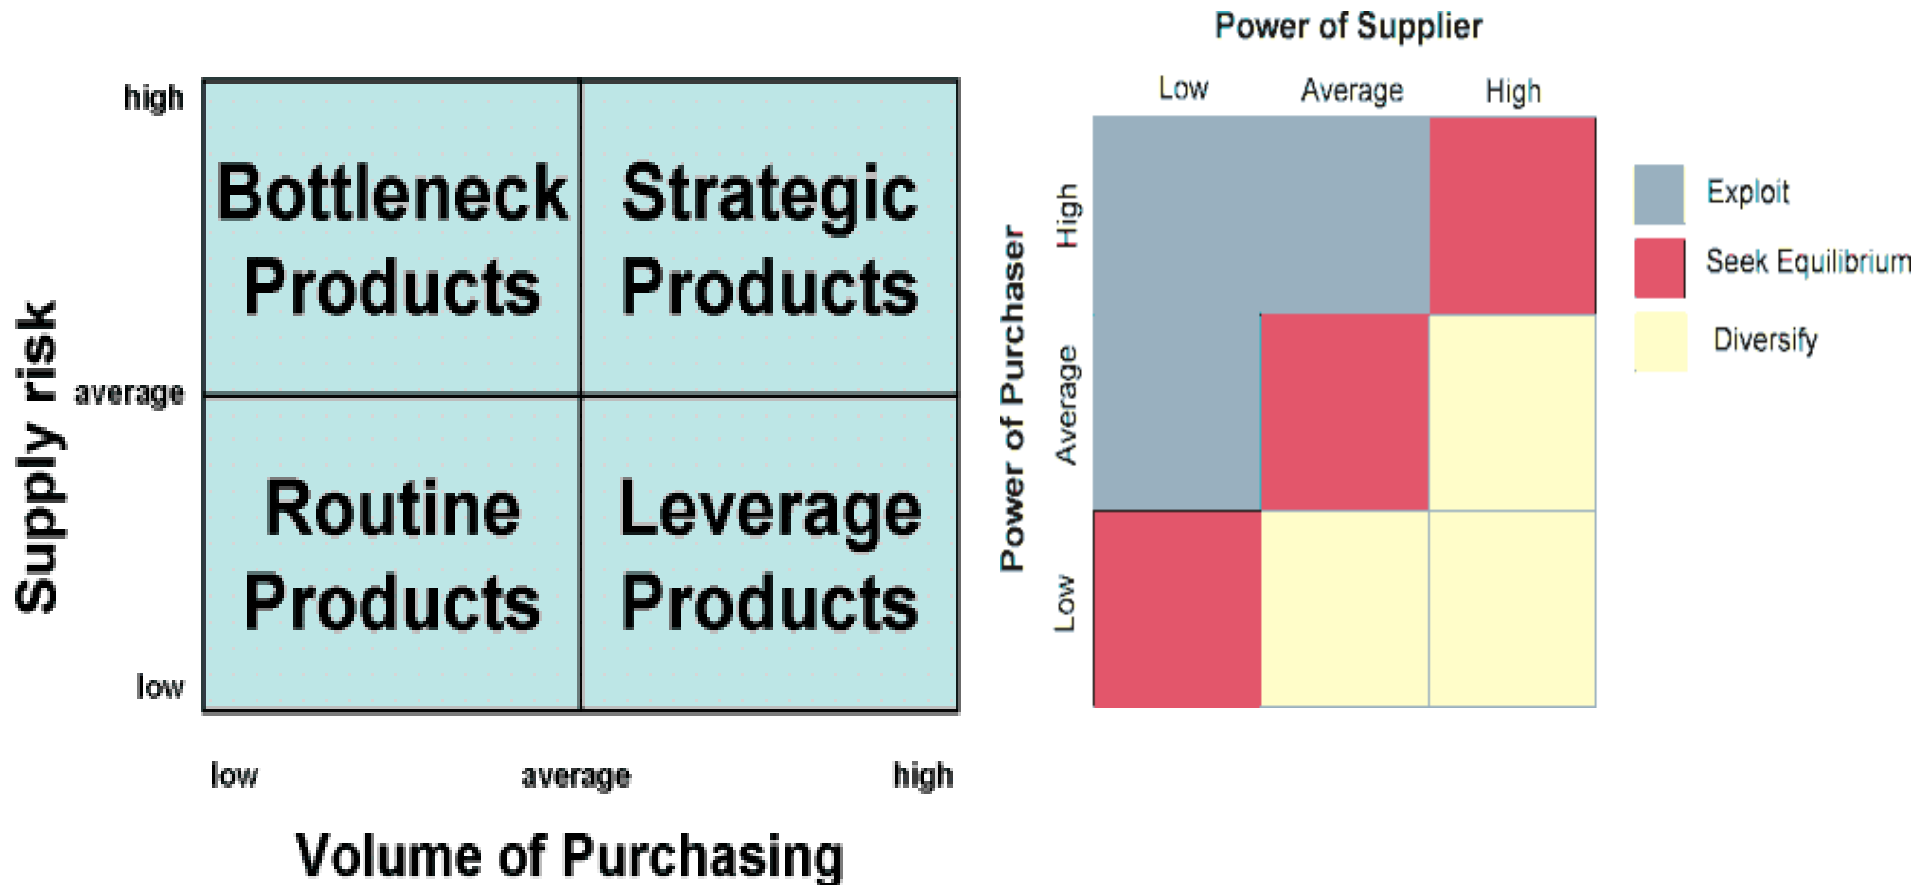 high
Bottleneck
Products
Strategic
Products
average
Routine
Products
Leverage
Products
low
Supply risk
low average high
Volume of Purchasing
Power of Supplier
Low Average High
Power of Purchaser
High
Average
Low
Exploit
Seek Equilibrium
Diversify